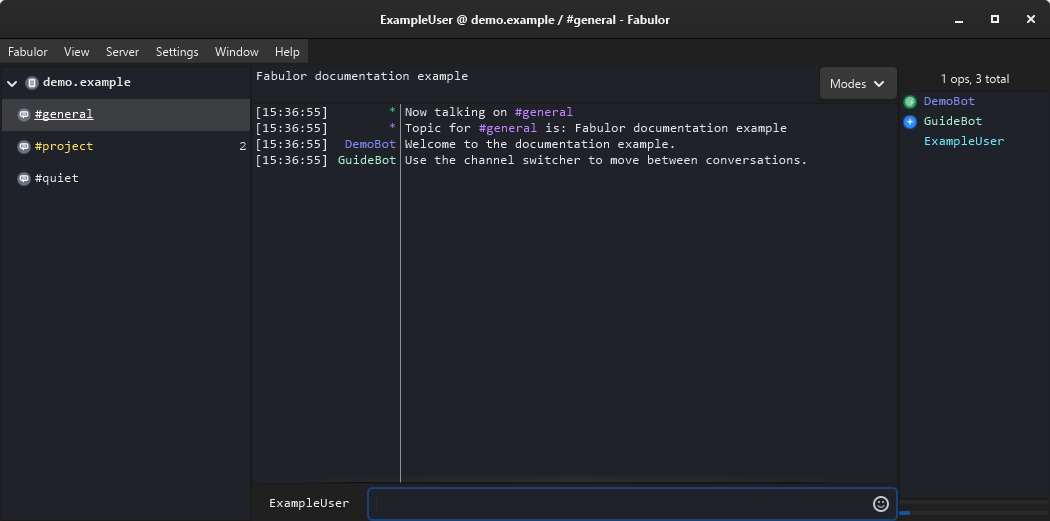 ExampleUser @ demo.example / #general - Fabulor
Fabulor View Server Settings Window Help
demo.example
#general
#project 2
#quiet
Fabulor documentation example
Modes
[15:36:55] * Now talking on #general
[15:36:55] * Topic for #general is: Fabulor documentation example
[15:36:55] DemoBot Welcome to the documentation example.
[15:36:55] GuideBot Use the channel switcher to move between conversations.
ExampleUser
1 ops, 3 total
DemoBot
GuideBot
ExampleUser